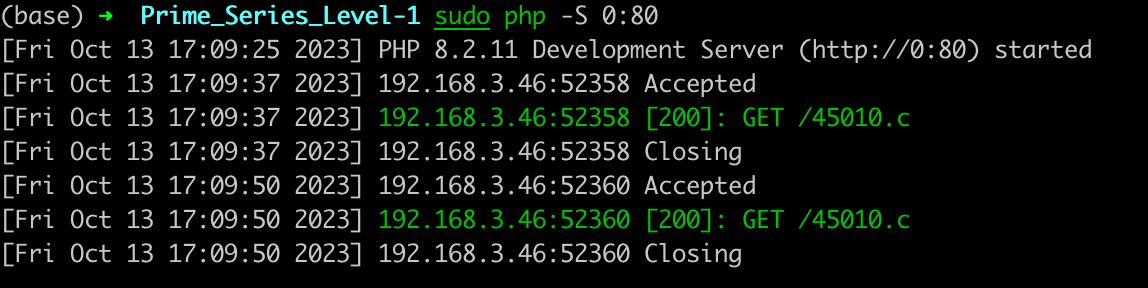 (base) ➜ Prime_Series_Level-1 sudo php -S 0:80
[Fri Oct 13 17:09:25 2023] PHP 8.2.11 Development Server (http://0:80) started
[Fri Oct 13 17:09:37 2023] 192.168.3.46:52358 Accepted
[Fri Oct 13 17:09:37 2023] 192.168.3.46:52358 [200]: GET /45010.c
[Fri Oct 13 17:09:37 2023] 192.168.3.46:52358 Closing
[Fri Oct 13 17:09:50 2023] 192.168.3.46:52360 Accepted
[Fri Oct 13 17:09:50 2023] 192.168.3.46:52360 [200]: GET /45010.c
[Fri Oct 13 17:09:50 2023] 192.168.3.46:52360 Closing